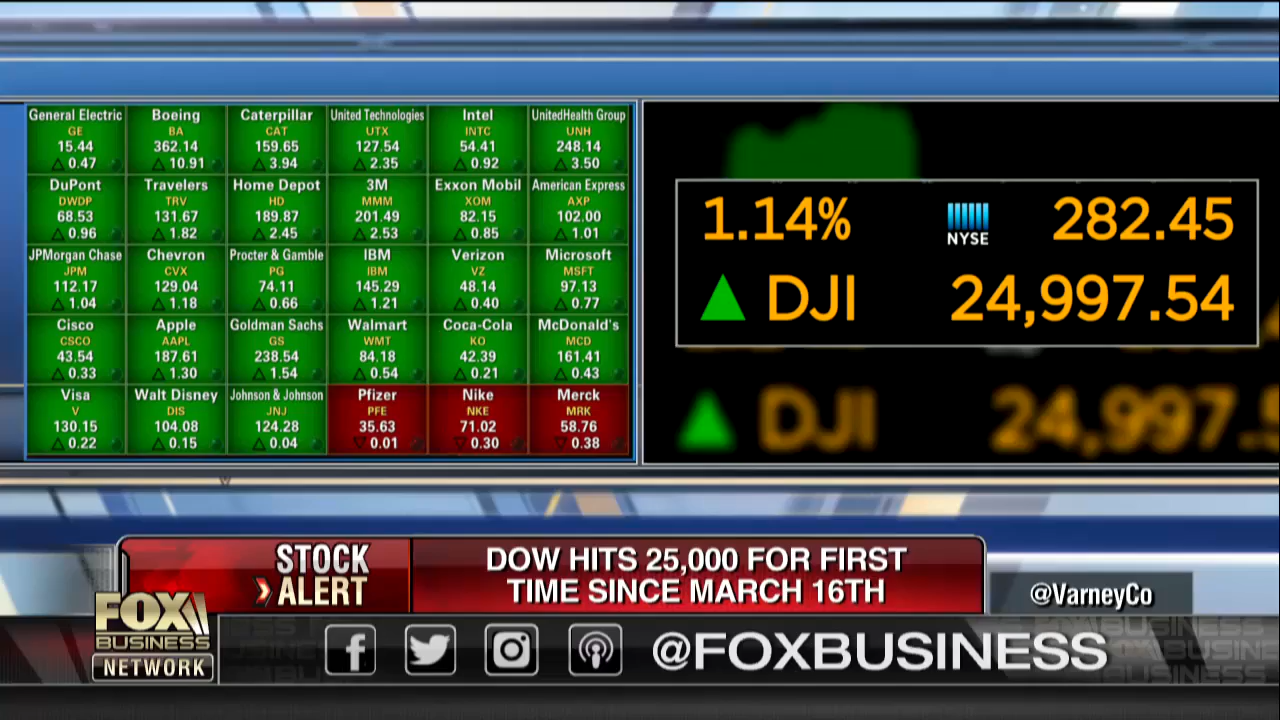 General Electric
GE
15.44
△ 0.47
Boeing
BA
362.14
△ 10.91
Caterpillar
CAT
159.65
△ 3.94
United Technologies
UTX
127.54
△ 2.35
Intel
INTC
54.41
△ 0.92
UnitedHealth Group
UNH
248.14
△ 3.50
DuPont
DWDP
68.53
△ 0.96
Travelers
TRV
131.67
△ 1.82
Home Depot
HD
189.87
△ 2.45
3M
MMM
201.49
△ 2.53
Exxon Mobil
XOM
82.15
△ 0.85
American Express
AXP
102.00
△ 1.01
JPMorgan Chase
JPM
112.17
△ 1.04
Chevron
CVX
129.04
△ 1.18
Procter & Gamble
PG
74.11
△ 0.66
IBM
IBM
145.29
△ 1.21
Verizon
VZ
48.14
△ 0.40
Microsoft
MSFT
97.13
△ 0.77
Cisco
CSCO
43.54
△ 0.33
Apple
AAPL
187.61
△ 1.30
Goldman Sachs
GS
238.54
△ 1.54
Walmart
WMT
84.18
△ 0.54
Coca-Cola
KO
42.39
△ 0.21
McDonald's
MCD
161.41
△ 0.43
Visa
V
130.15
△ 0.22
Walt Disney
DIS
104.08
△ 0.15
Johnson & Johnson
JNJ
124.28
△ 0.04
Pfizer
PFE
35.63
▽ 0.01
Nike
NKE
71.02
▽ 0.30
Merck
MRK
58.76
▽ 0.38
1.14% NYSE 282.45
▲ DJI 24,997.54
▲ DJI 24,997.5
STOCK
ALERT
DOW HITS 25,000 FOR FIRST
TIME SINCE MARCH 16TH
@VarneyCo
FOX
BUSINESS
NETWORK
@FOXBUSINESS